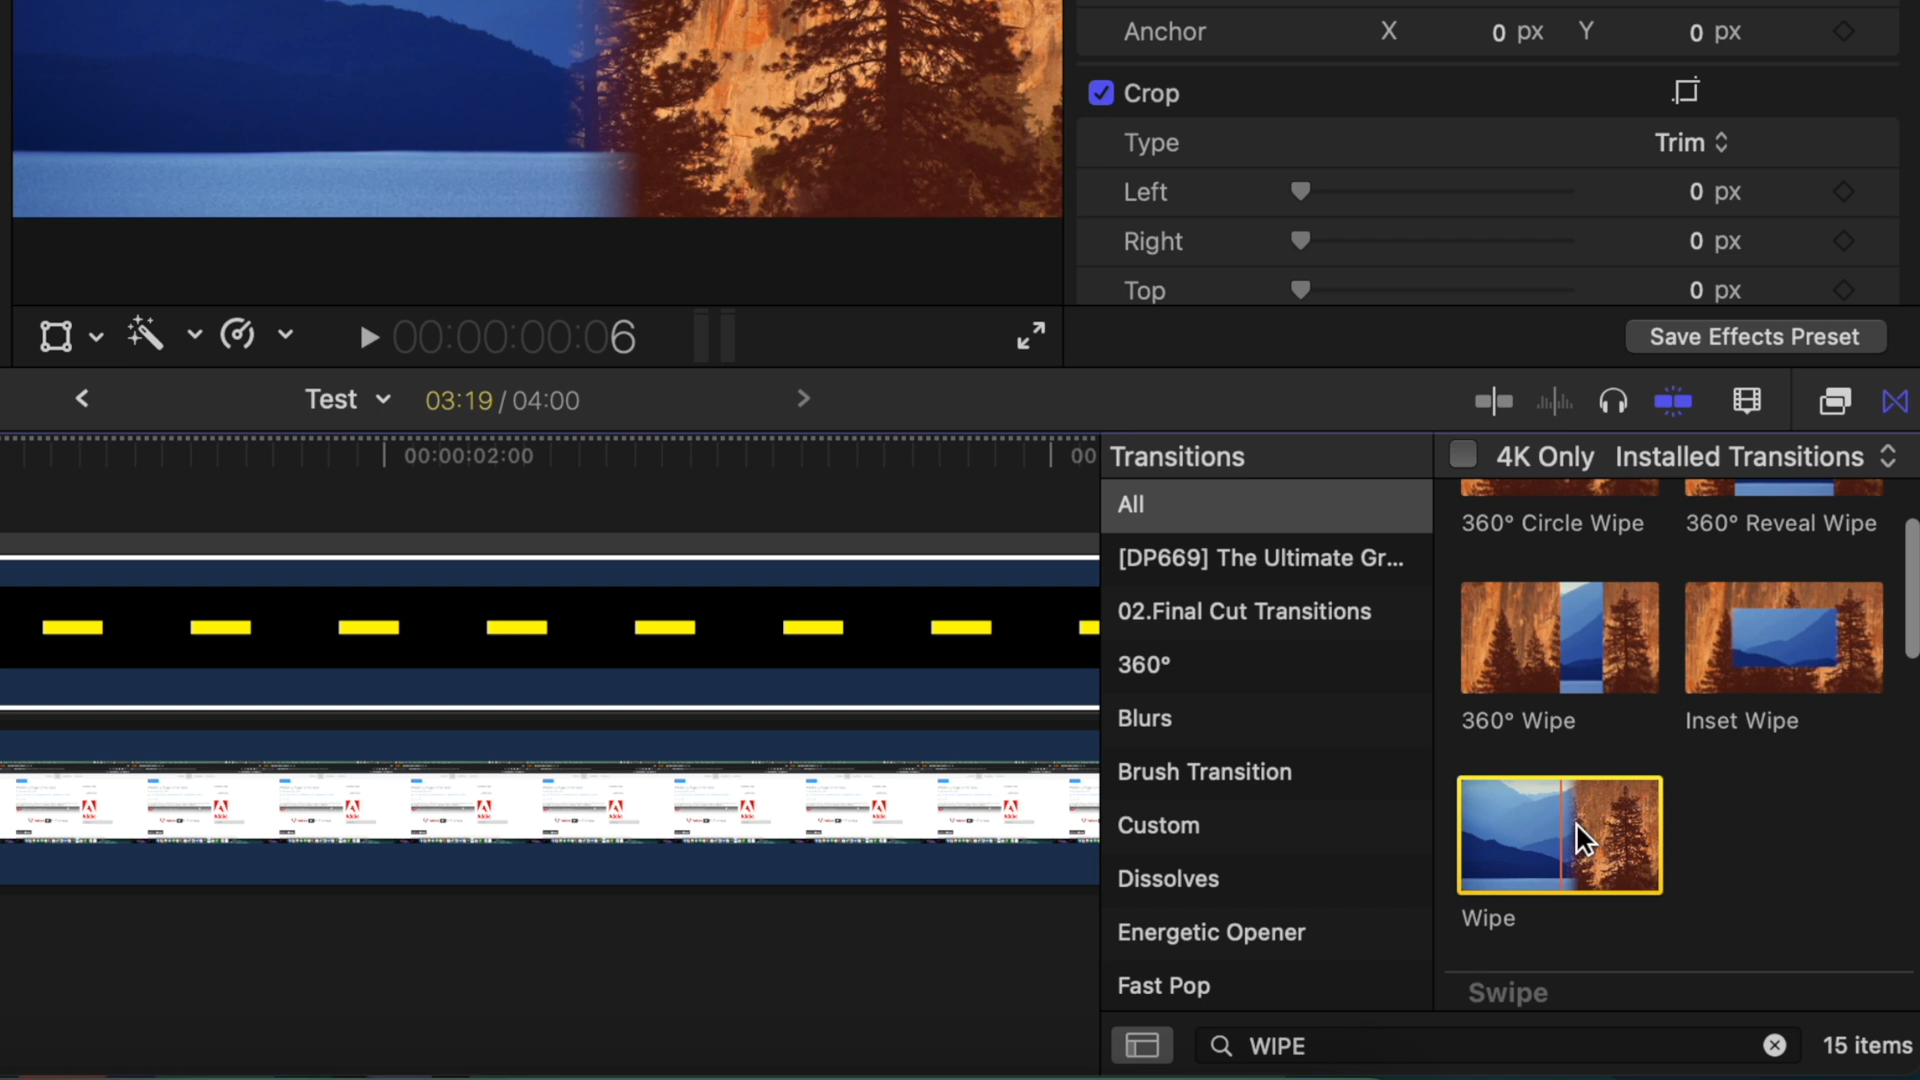 Anchor X 0 px Y 0 px
Crop
Type Trim
Left 0 px
Right 0 px
Top 0 px
00:00:00:06
Save Effects Preset
Test 03:19 / 04:00
00:00:02:00 00
Transitions
4K Only Installed Transitions
All
[DP669] The Ultimate Gr...
02.Final Cut Transitions
360°
Blurs
Brush Transition
Custom
Dissolves
Energetic Opener
Fast Pop
360° Circle Wipe 360° Reveal Wipe
360° Wipe Inset Wipe
Wipe
Swipe
WIPE
15 items